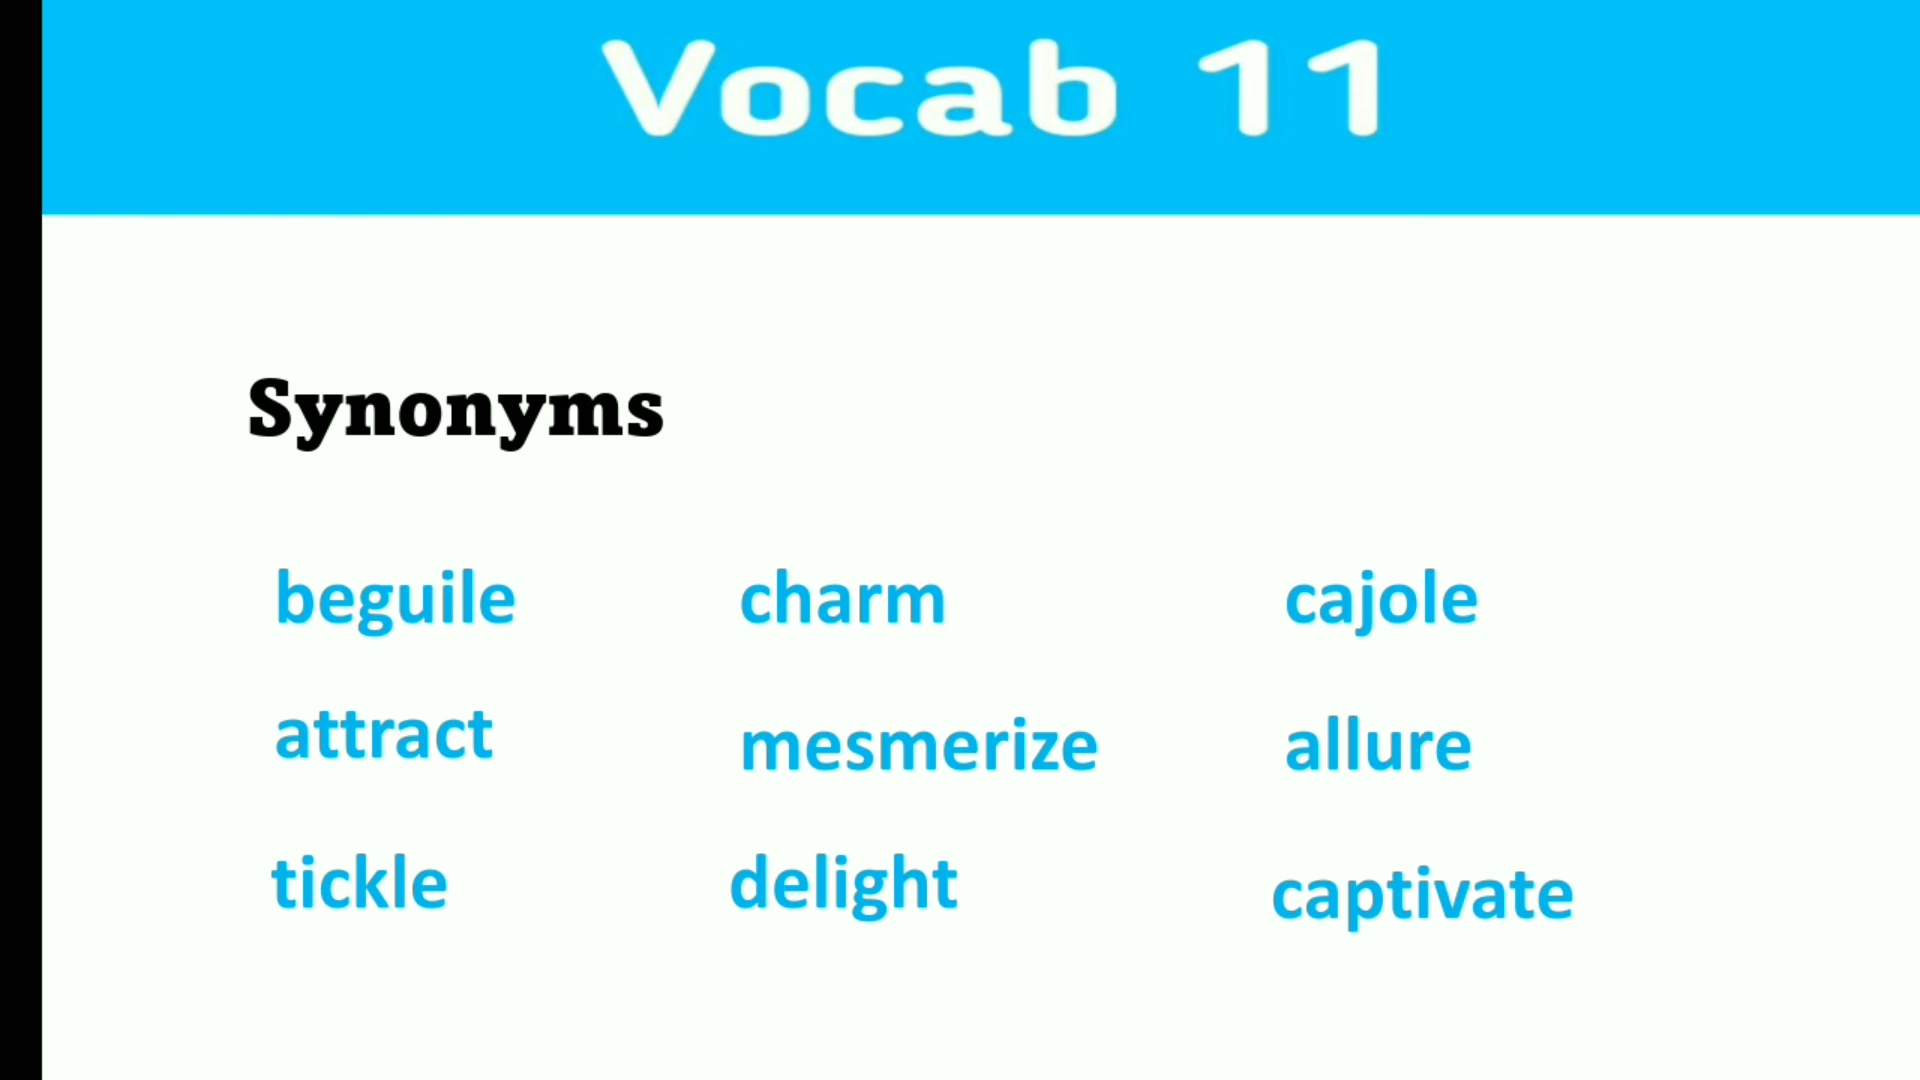 Vocab 11
Synonyms
beguile charm cajole
attract mesmerize allure
tickle delight captivate